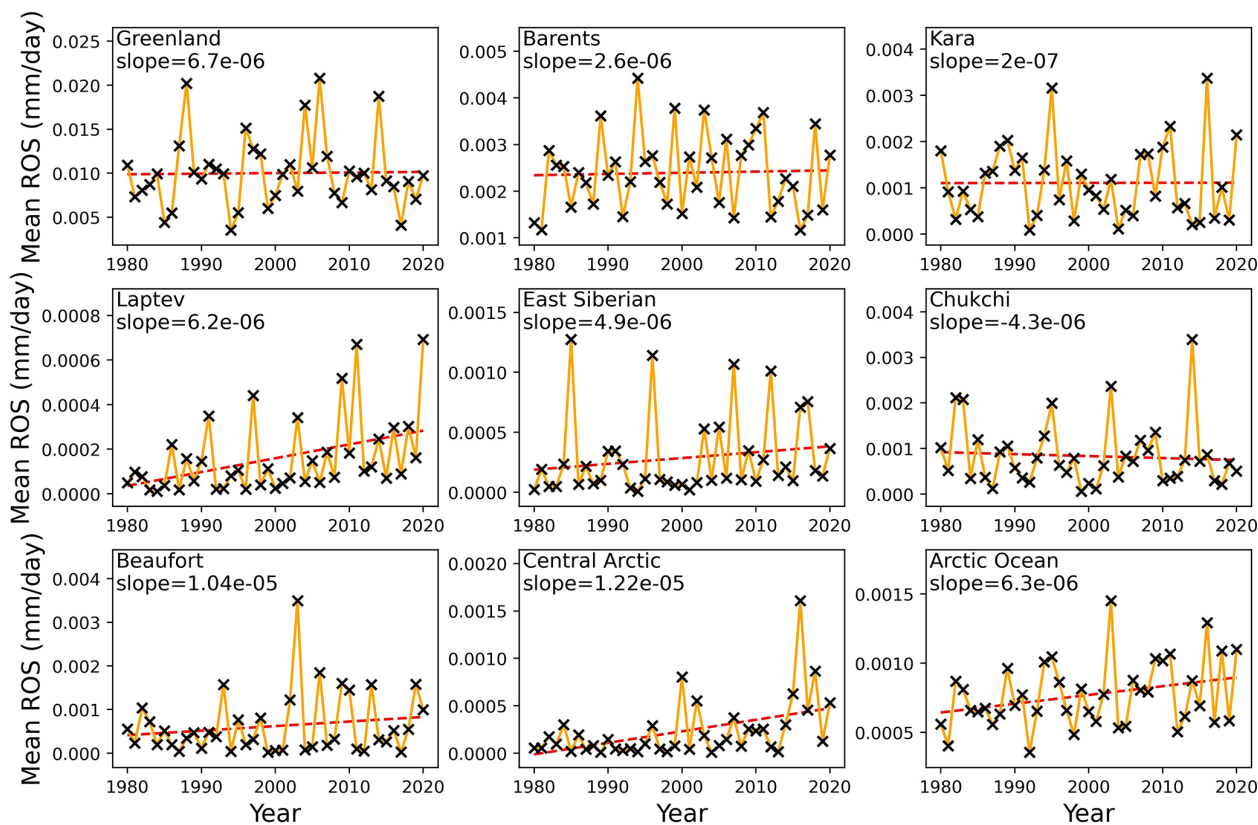 Greenland
slope=6.7e-06
0.025
0.020
0.015
0.010
0.005
1980 1990 2000 2010 2020
Mean ROS (mm/day)
Barents
slope=2.6e-06
0.005
0.004
0.003
0.002
0.001
1980 1990 2000 2010 2020
Kara
slope=2e-07
0.004
0.003
0.002
0.001
0.000
1980 1990 2000 2010 2020
Laptev
slope=6.2e-06
0.0008
0.0006
0.0004
0.0002
0.0000
1980 1990 2000 2010 2020
Mean ROS (mm/day)
East Siberian
slope=4.9e-06
0.0015
0.0010
0.0005
0.0000
1980 1990 2000 2010 2020
Chukchi
slope=-4.3e-06
0.004
0.003
0.002
0.001
0.000
1980 1990 2000 2010 2020
Beaufort
slope=1.04e-05
0.004
0.003
0.002
0.001
0.000
1980 1990 2000 2010 2020
Mean ROS (mm/day)
Year
Central Arctic
slope=1.22e-05
0.0020
0.0015
0.0010
0.0005
0.0000
1980 1990 2000 2010 2020
Year
Arctic Ocean
slope=6.3e-06
0.0015
0.0010
0.0005
1980 1990 2000 2010 2020
Year